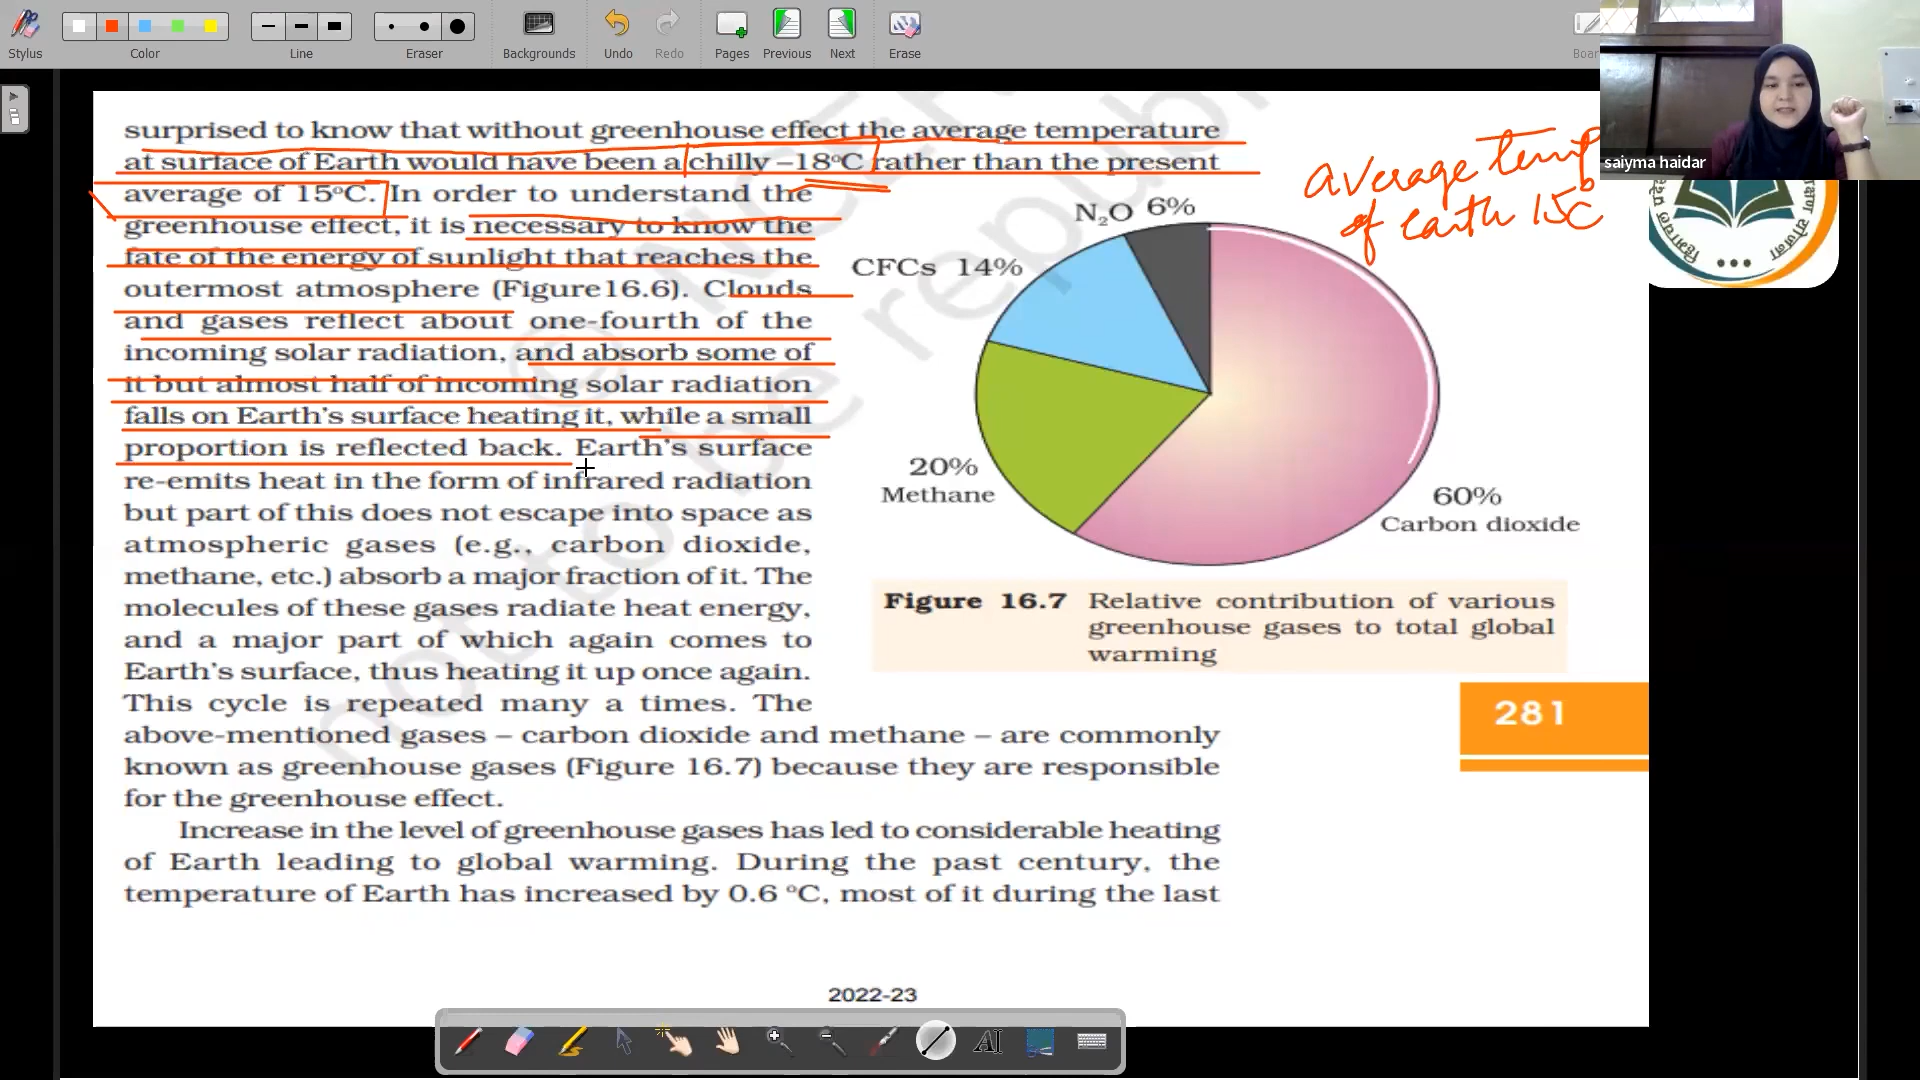 Stylus
Color
Line
Eraser
Backgrounds
Undo
Redo
Pages
Previous
Next
Erase
saiyma haidar
surprised to know that without greenhouse effect the average temperature
at surface of Earth would have been a chilly –18°C rather than the present
average of 15°C. In order to understand the
greenhouse effect, it is necessary to know the
fate of the energy of sunlight that reaches the
outermost atmosphere (Figure16.6). Clouds
and gases reflect about one-fourth of the
incoming solar radiation, and absorb some of
it but almost half of incoming solar radiation
falls on Earth's surface heating it, while a small
proportion is reflected back. Earth's surface
re-emits heat in the form of infrared radiation
but part of this does not escape into space as
atmospheric gases (e.g., carbon dioxide,
methane, etc.) absorb a major fraction of it. The
molecules of these gases radiate heat energy,
and a major part of which again comes to
Earth's surface, thus heating it up once again.
This cycle is repeated many a times. The
above-mentioned gases – carbon dioxide and methane – are commonly
known as greenhouse gases (Figure 16.7) because they are responsible
for the greenhouse effect.
Increase in the level of greenhouse gases has led to considerable heating
of Earth leading to global warming. During the past century, the
temperature of Earth has increased by 0.6 °C, most of it during the last
average temp
of earth 15°C
N₂O 6%
CFCs 14%
20%
Methane
60%
Carbon dioxide
Figure 16.7 Relative contribution of various
greenhouse gases to total global
warming
281
2022-23